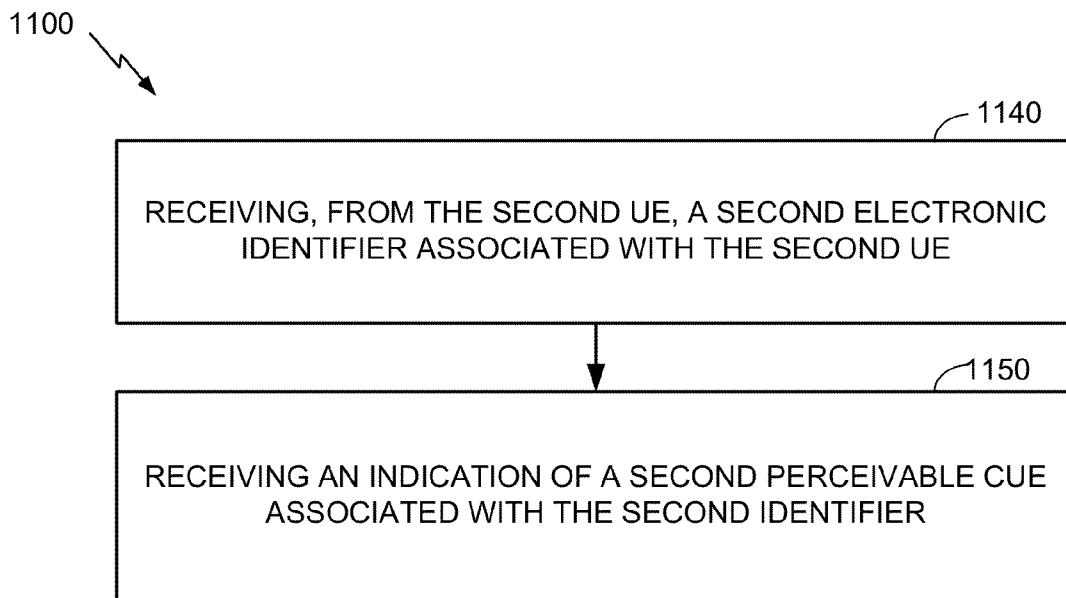 1100
1140
RECEIVING, FROM THE SECOND UE, A SECOND ELECTRONIC
IDENTIFIER ASSOCIATED WITH THE SECOND UE
1150
RECEIVING AN INDICATION OF A SECOND PERCEIVABLE CUE
ASSOCIATED WITH THE SECOND IDENTIFIER